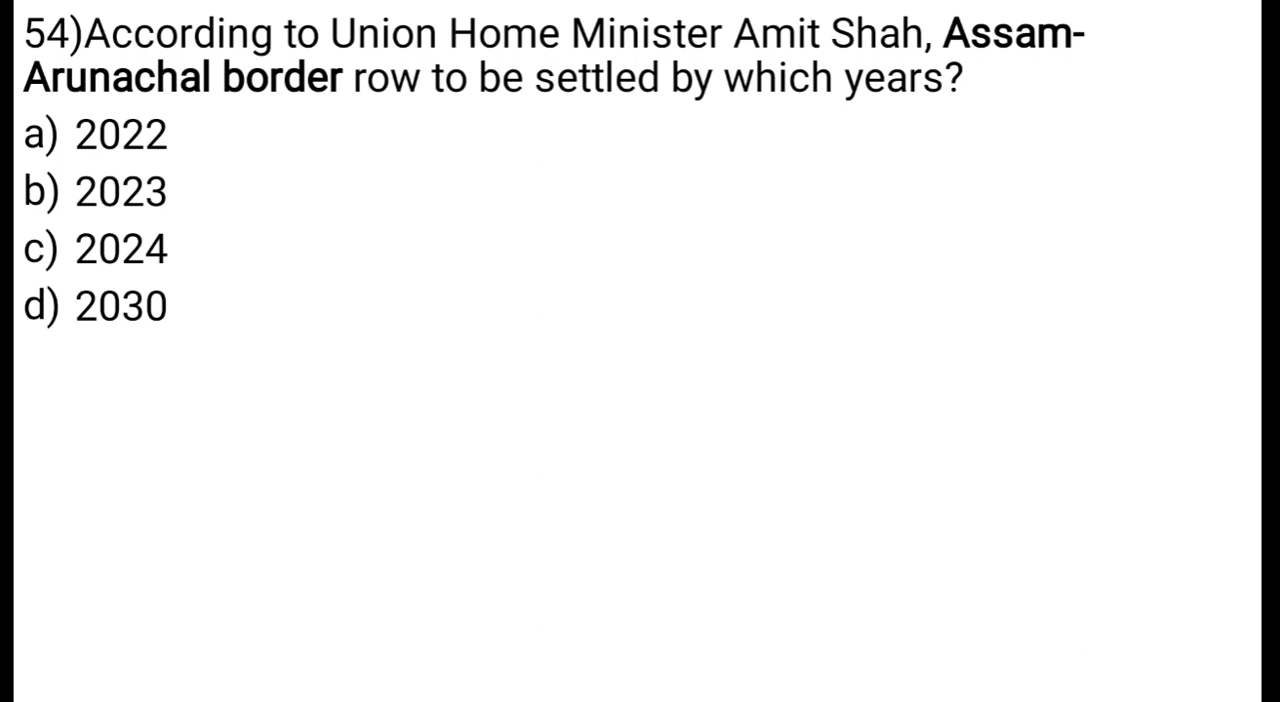 54)According to Union Home Minister Amit Shah, Assam-
Arunachal border row to be settled by which years?
a) 2022
b) 2023
c) 2024
d) 2030